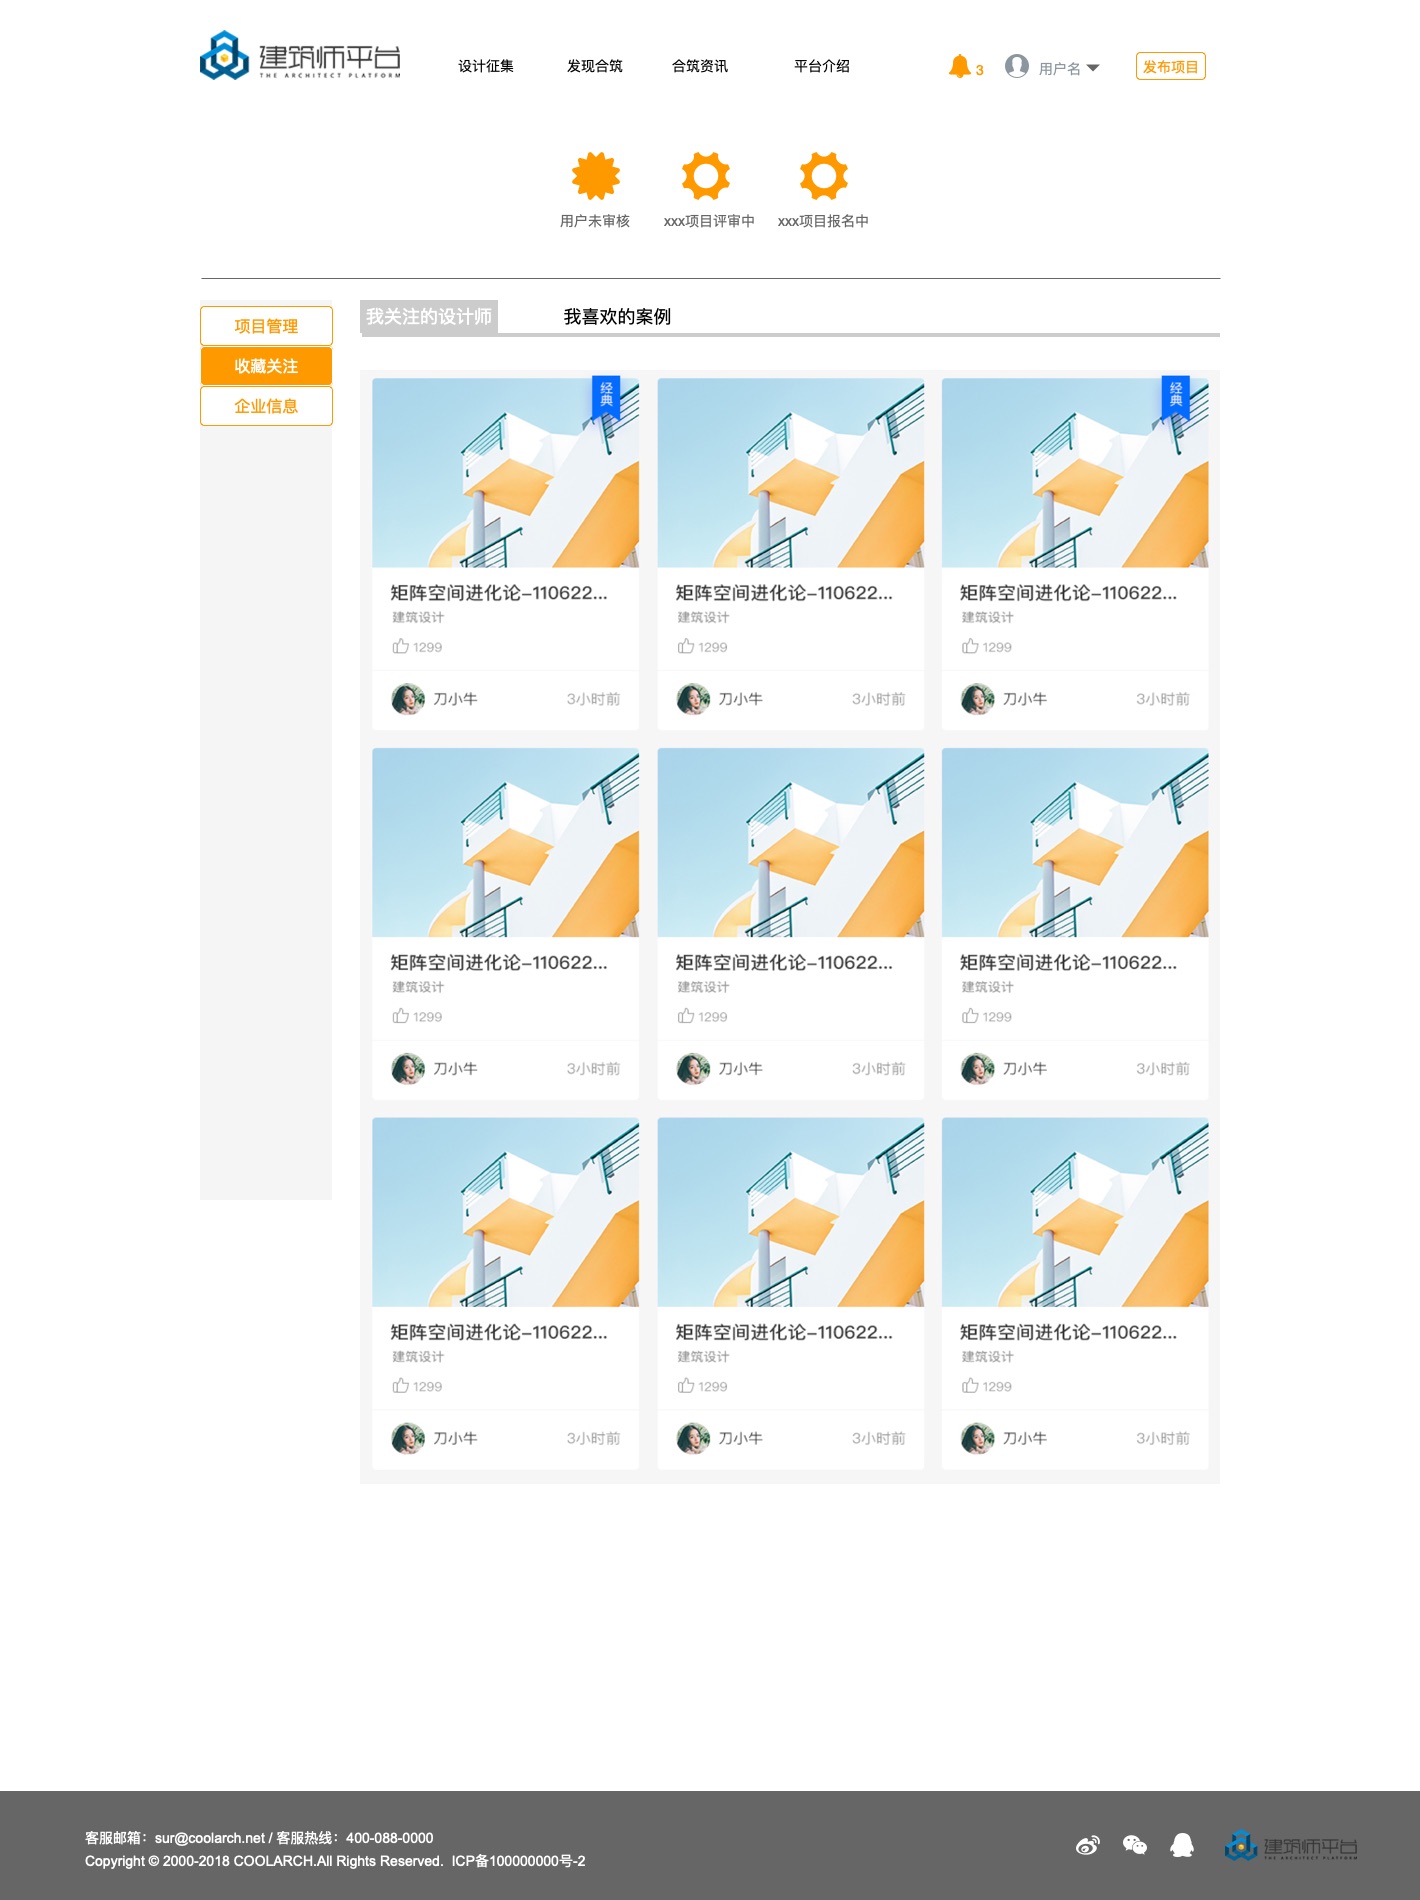 建筑师平台
THE ARCHITECT PLATFORM
设计征集 发现合筑 合筑资讯 平台介绍
3 用户名
发布项目
用户未审核 xxx项目评审中 xxx项目报名中
项目管理
收藏关注
企业信息
我关注的设计师 我喜欢的案例
经典
经典
矩阵空间进化论-110622... 矩阵空间进化论-110622... 矩阵空间进化论-110622...
建筑设计 建筑设计 建筑设计
1299 1299 1299
刀小牛 3小时前 刀小牛 3小时前 刀小牛 3小时前
矩阵空间进化论-110622... 矩阵空间进化论-110622... 矩阵空间进化论-110622...
建筑设计 建筑设计 建筑设计
1299 1299 1299
刀小牛 3小时前 刀小牛 3小时前 刀小牛 3小时前
矩阵空间进化论-110622... 矩阵空间进化论-110622... 矩阵空间进化论-110622...
建筑设计 建筑设计 建筑设计
1299 1299 1299
刀小牛 3小时前 刀小牛 3小时前 刀小牛 3小时前
客服邮箱：sur@coolarch.net / 客服热线：400-088-0000
Copyright © 2000-2018 COOLARCH.All Rights Reserved. ICP备100000000号-2
建筑师平台
THE ARCHITECT PLATFORM